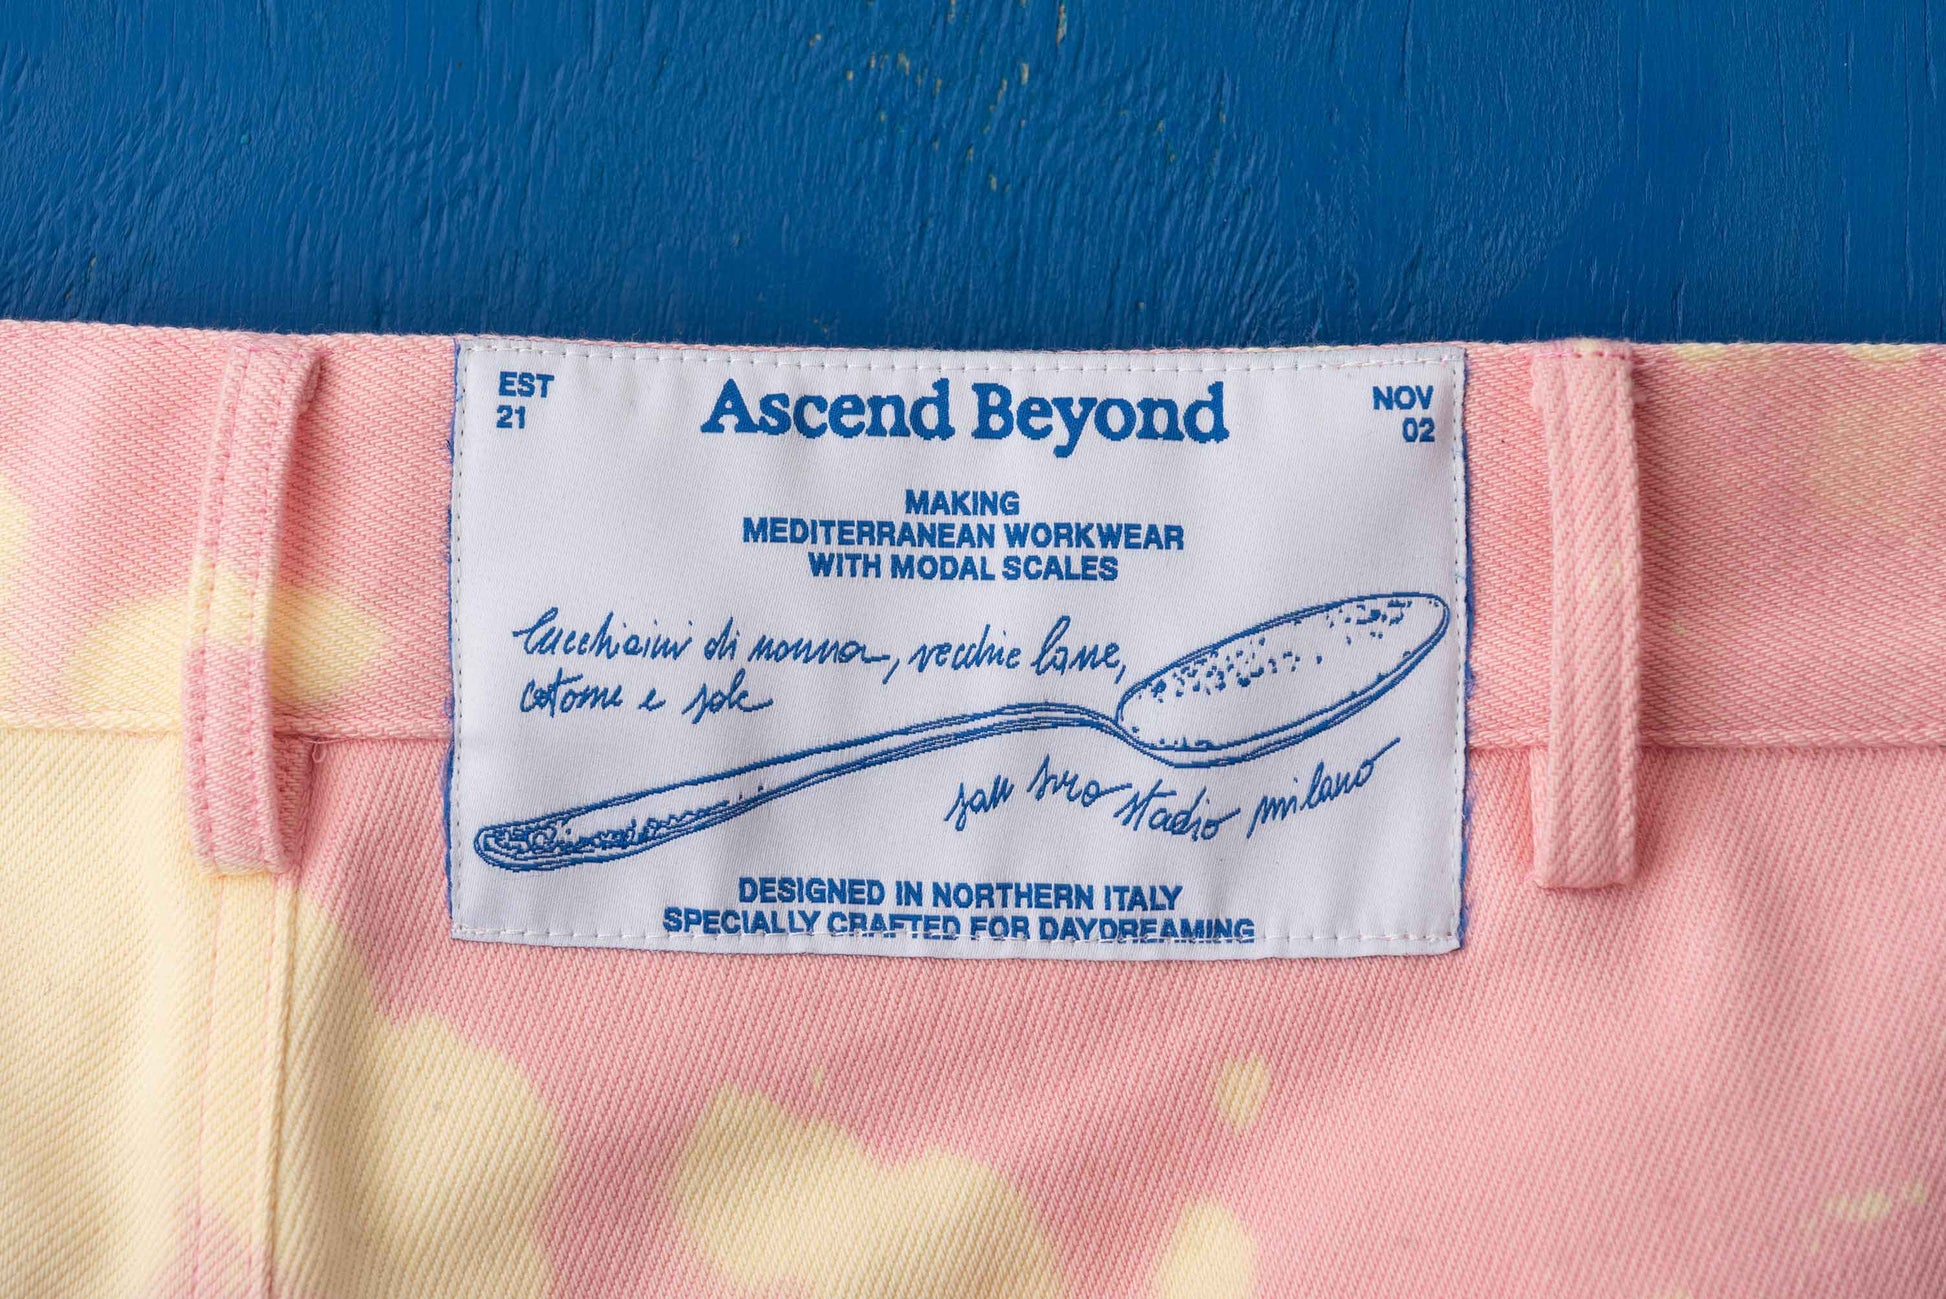 EST
21
Ascend Beyond
NOV
02
MAKING
MEDITERRANEAN WORKWEAR
WITH MODAL SCALES
Cucchiaini di nonna, vecchie lane,
cotone e sole
san siro stadio milano
DESIGNED IN NORTHERN ITALY
SPECIALLY CRAFTED FOR DAYDREAMING